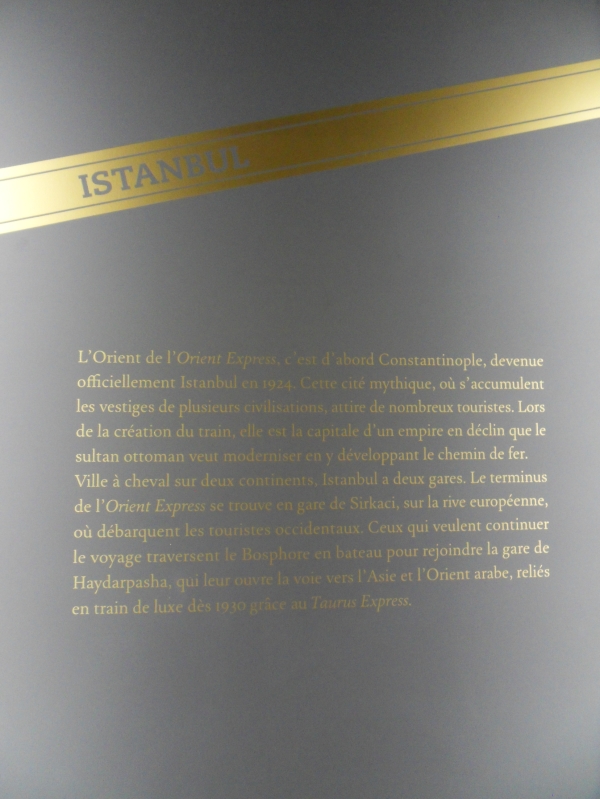 ISTANBUL
L'Orient de l'Orient Express, c'est d'abord Constantinople, devenue
officiellement Istanbul en 1924. Cette cité mythique, où s'accumulent
les vestiges de plusieurs civilisations, attire de nombreux touristes. Lors
de la création du train, elle est la capitale d'un empire en déclin que le
sultan ottoman veut moderniser en y développant le chemin de fer.
Ville à cheval sur deux continents, Istanbul a deux gares. Le terminus
de l'Orient Express se trouve en gare de Sirkaci, sur la rive européenne,
où débarquent les touristes occidentaux. Ceux qui veulent continuer
le voyage traversent le Bosphore en bateau pour rejoindre la gare de
Haydarpasha, qui leur ouvre la voie vers l'Asie et l'Orient arabe, reliés
en train de luxe dès 1930 grâce au Taurus Express.